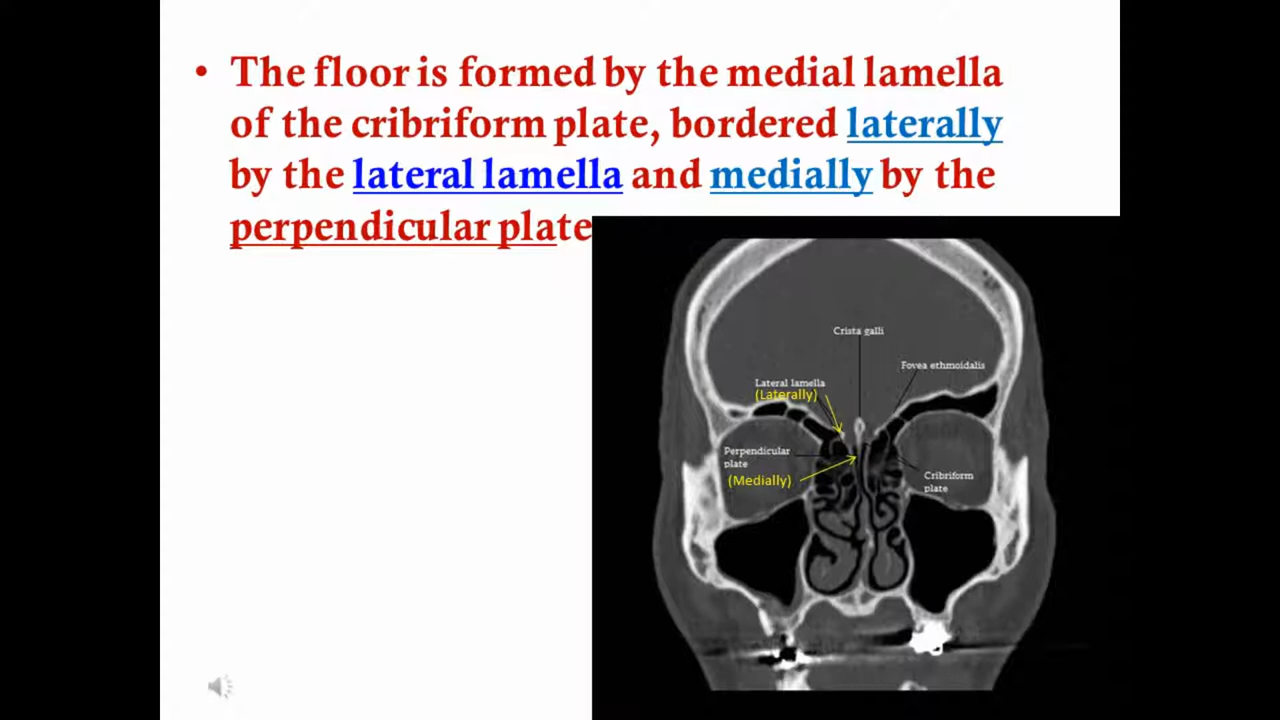 • The floor is formed by the medial lamella
of the cribriform plate, bordered laterally
by the lateral lamella and medially by the
perpendicular plate
Crista galli
Fovea ethmoidalis
Lateral lamella
(Laterally)
Perpendicular
plate
(Medially)
Cribriform
plate